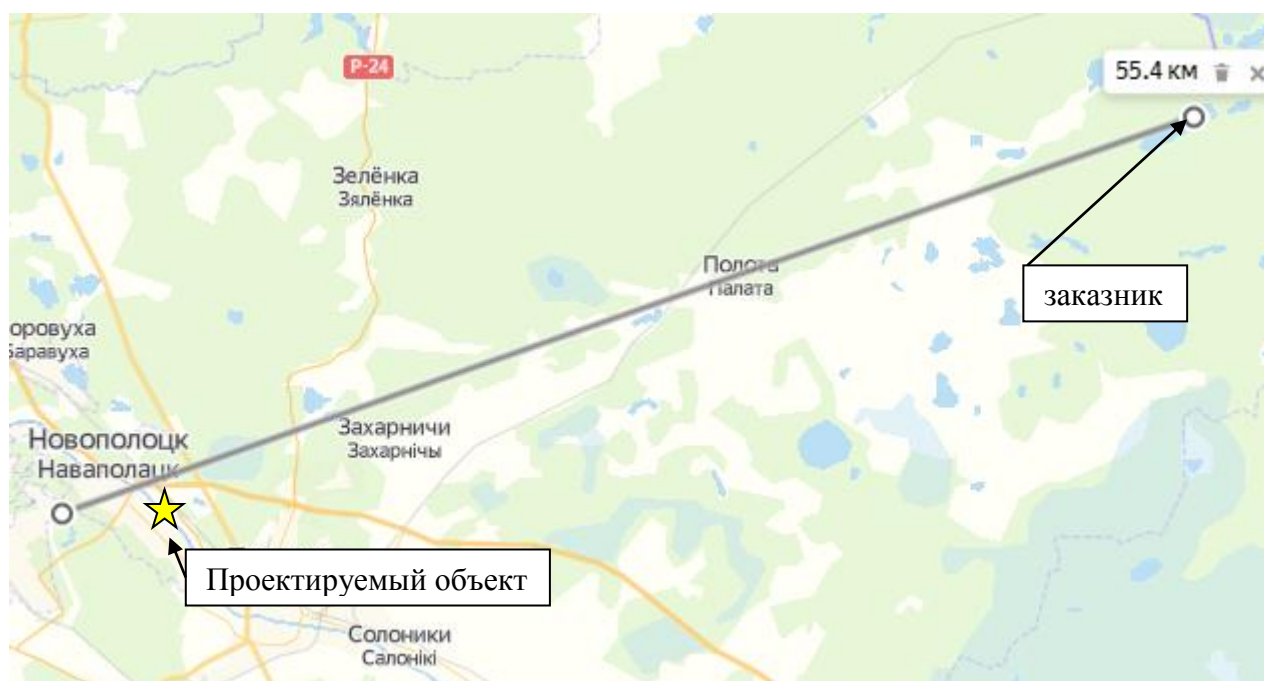 Р-24
55.4 км
Зелёнка
Зялёнка
Полота
Палата
заказник
оровуха
Баравуха
Захарничи
Захарнічы
Новополоцк
Наваполацк
Проектируемый объект
Солоники
Салонікі